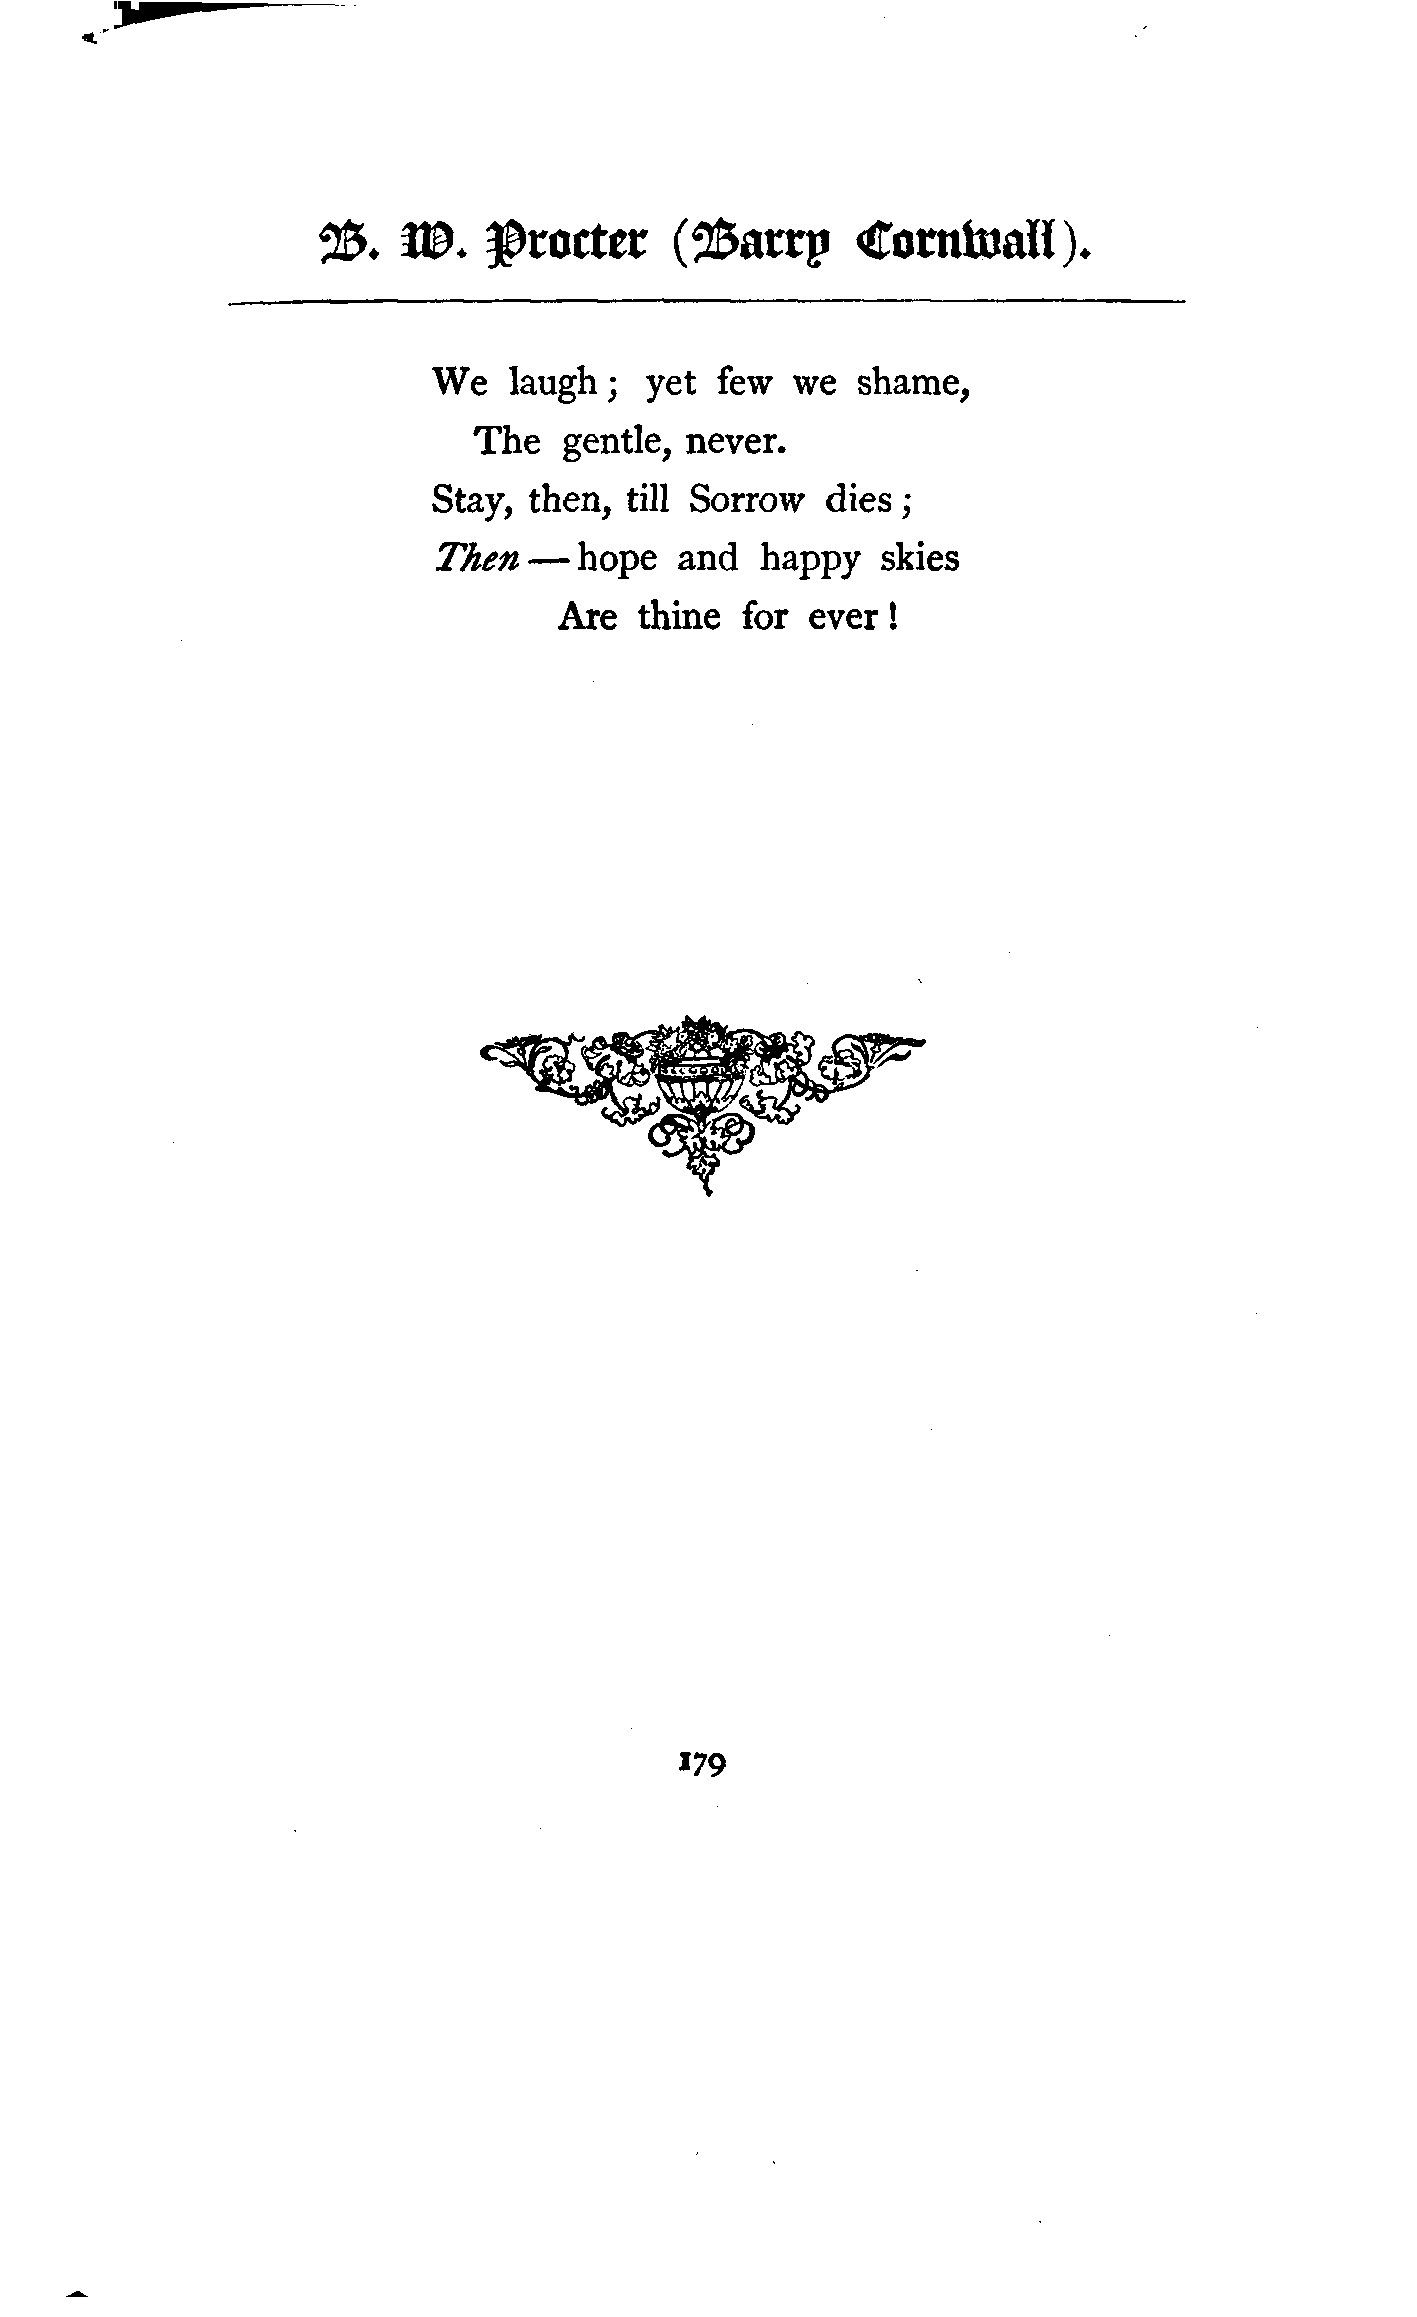 B. W. Procter (Barry Cornwall).
We laugh; yet few we shame,
The gentle, never.
Stay, then, till Sorrow dies;
Then — hope and happy skies
Are thine for ever!
179